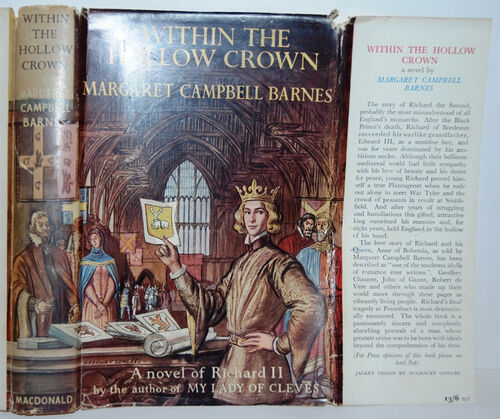 WITHIN
THE
HOLLOW
CROWN
MARGARET
CAMPBELL
BARNES
MACDONALD
WITHIN THE
HOLLOW CROWN
MARGARET CAMPBELL BARNES
A novel of Richard II
by the author of MY LADY OF CLEVES
WITHIN THE HOLLOW
CROWN
a novel by
MARGARET CAMPBELL
BARNES
The story of Richard the Second,
probably the most misunderstood of all
England's monarchs. After the Black
Prince's death, Richard of Bordeaux
succeeded his warlike grandfather,
Edward III, as a sensitive boy, and
was for years dominated by his am-
bitious uncles. Although their bellicose
mediaeval world had little sympathy
with his love of beauty and his desire
for peace, young Richard proved him-
self a true Plantagenet when he rode
out alone to meet Wat Tyler and the
crowd of peasants in revolt at Smith-
field. And after years of struggling
and humiliations this gifted, attractive
king outwitted his enemies and, for
eight years, held England in the hollow
of his hand.
The love story of Richard and his
Queen, Anne of Bohemia, as told by
Margaret Campbell Barnes, has been
described as "one of the tenderest idylls
of romance ever written". Geoffrey
Chaucer, John of Gaunt, Robert de
Vere and others who made up their
world move through these pages as
vibrantly living people. Richard's final
tragedy at Pontefract is most dramatic-
ally recounted. The whole book is a
passionately sincere and completely-
absorbing portrait of a man whose
greatest crime was to be born with ideals
beyond the comprehension of his time.
(For Press opinions of this book please see
back flap)
JACKET DESIGN BY HOOKWAY COWLES
13/6 net